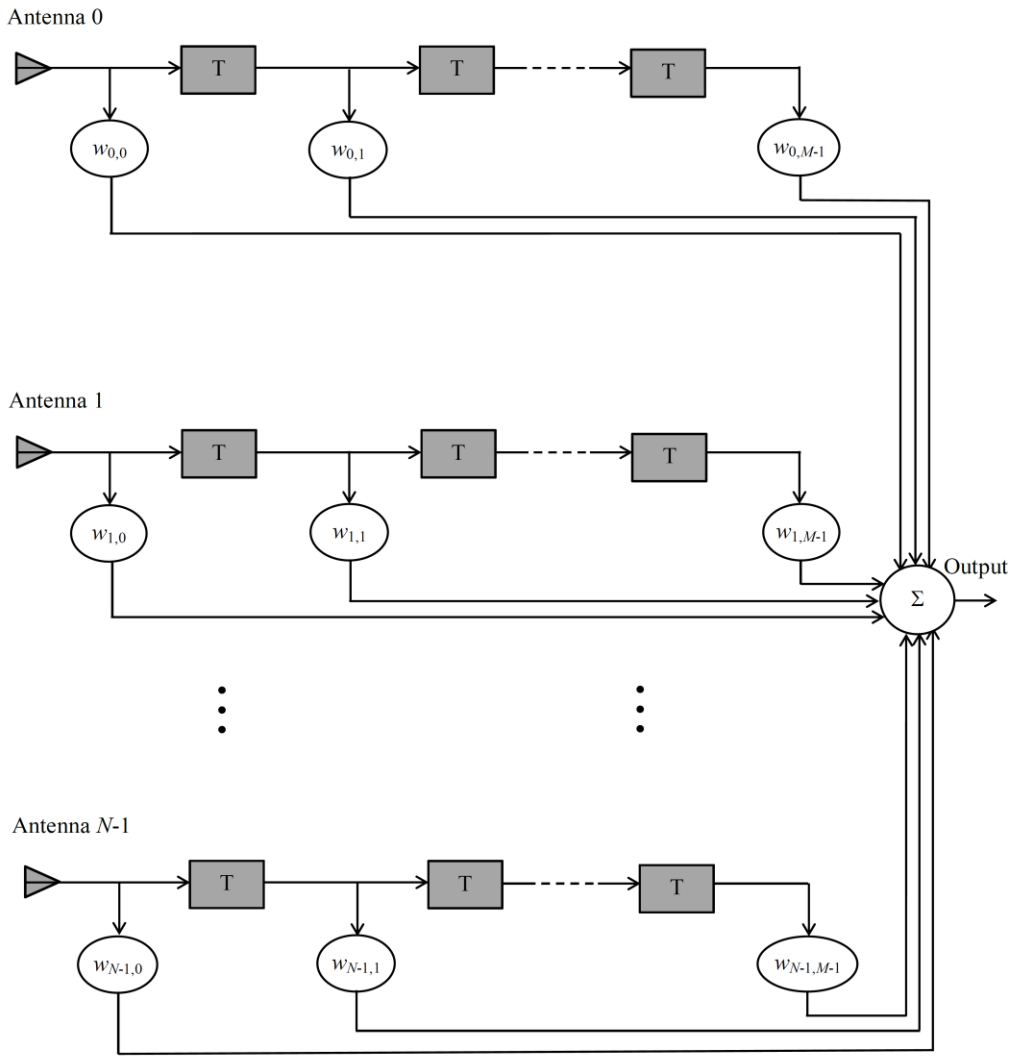 Antenna 0
T T T
w0,0 w0,1 w0,M-1
Antenna 1
T T T
w1,0 w1,1 w1,M-1
Output
Σ
Antenna N-1
T T T
wN-1,0 wN-1,1 wN-1,M-1